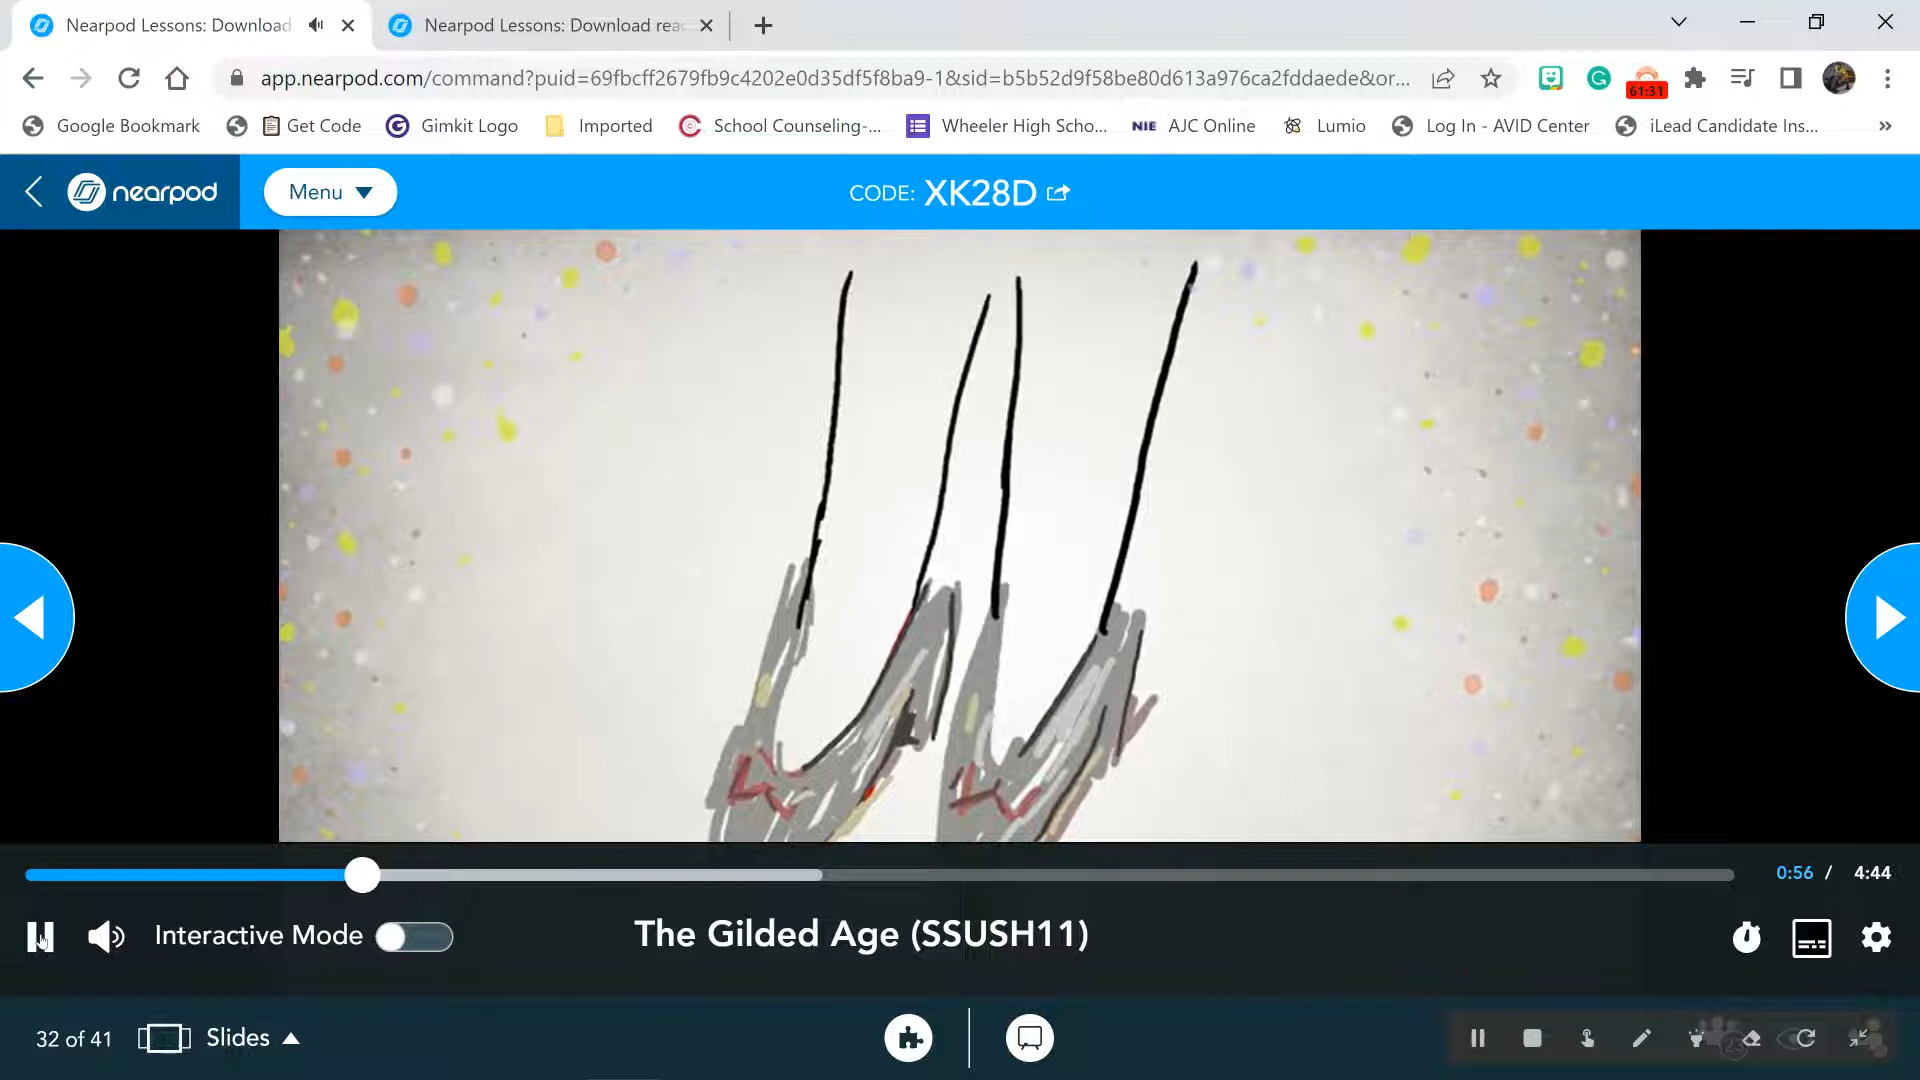 Nearpod Lessons: Download
Nearpod Lessons: Download rea
app.nearpod.com/command?puid=69fbcff2679fb9c4202e0d35df5f8ba9-1&sid=b5b52d9f58be80d613a976ca2fddaede&or...
61:31
Google Bookmark
Get Code
Gimkit Logo
Imported
School Counseling-...
Wheeler High Scho...
NIE AJC Online
Lumio
Log In - AVID Center
iLead Candidate Ins...
nearpod
Menu
CODE: XK28D
0:56 / 4:44
Interactive Mode
The Gilded Age (SSUSH11)
32 of 41
Slides
23